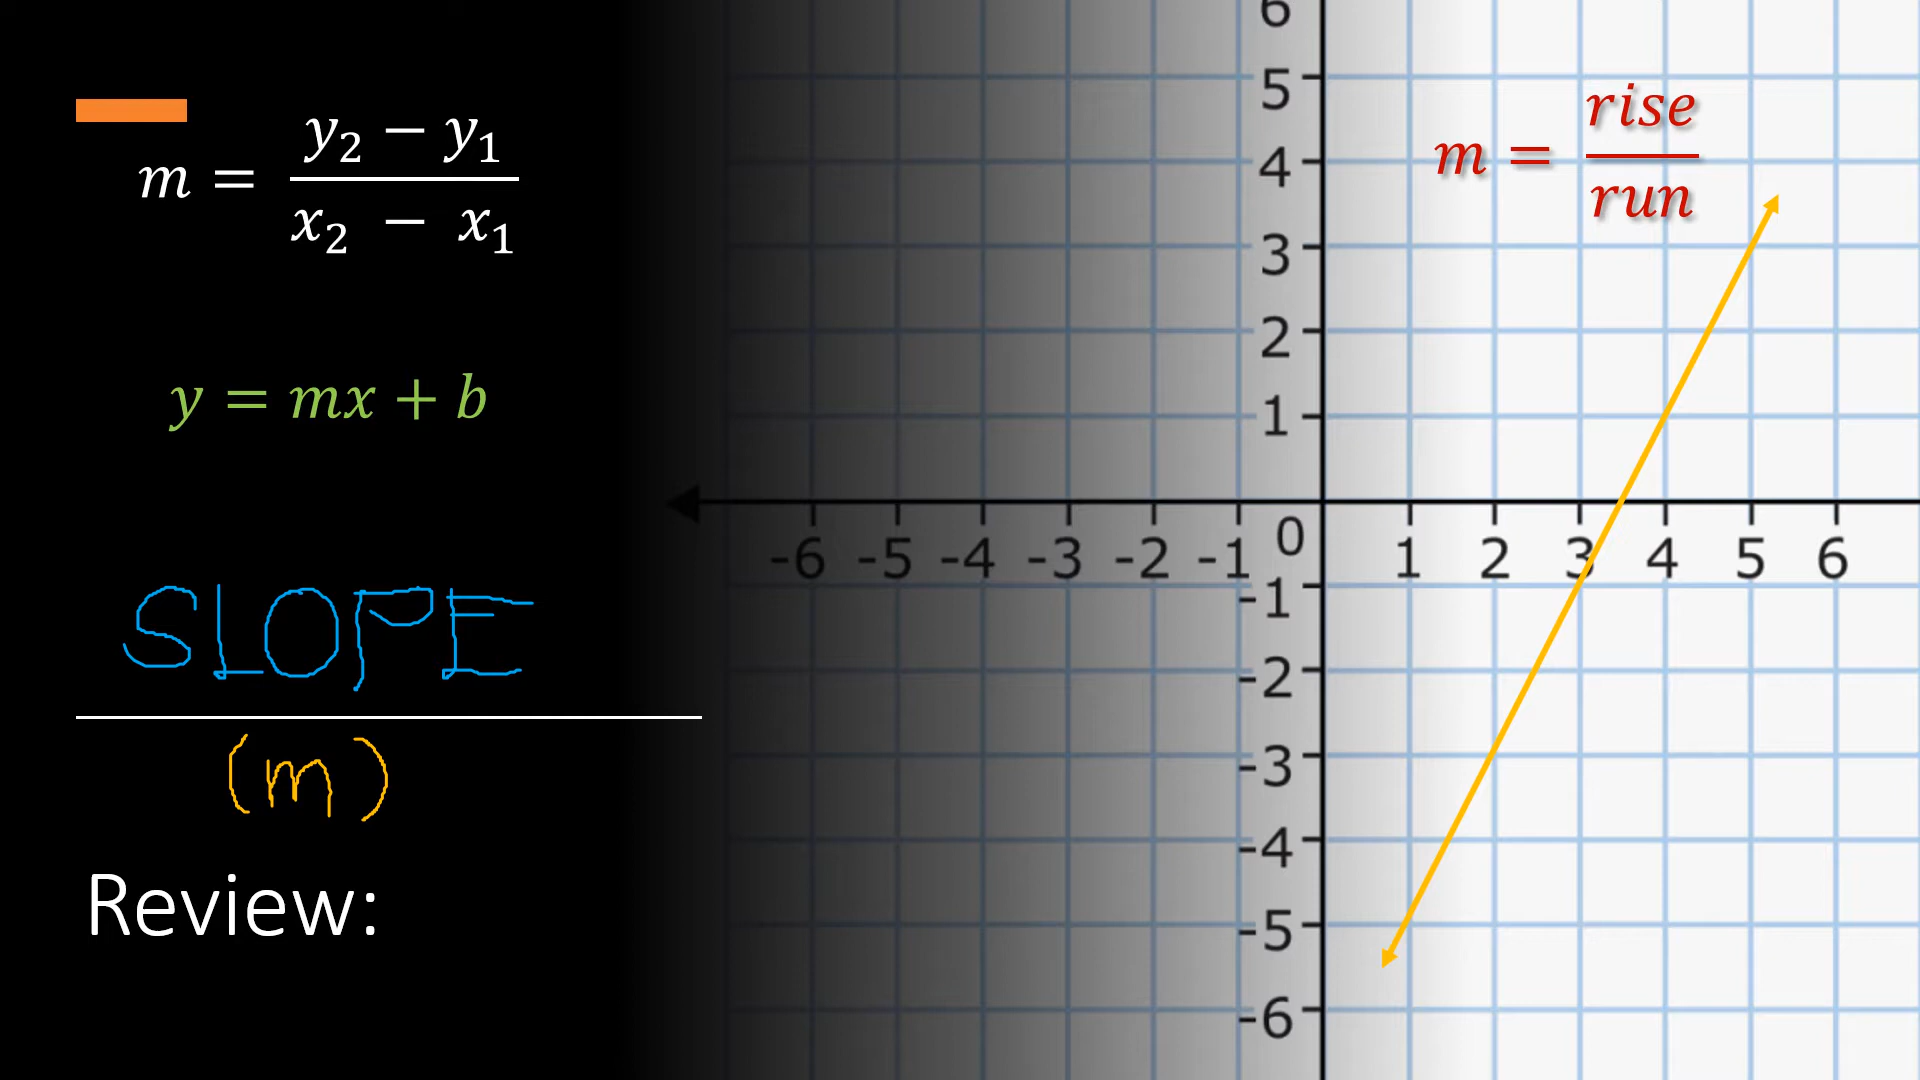 m = y₂ − y₁ / x₂ − x₁
y = mx + b
SLOPE
(m)
Review:
m = rise / run
6
5
4
3
2
1
-6 -5 -4 -3 -2 -1 0 1 2 3 4 5 6
-1
-2
-3
-4
-5
-6